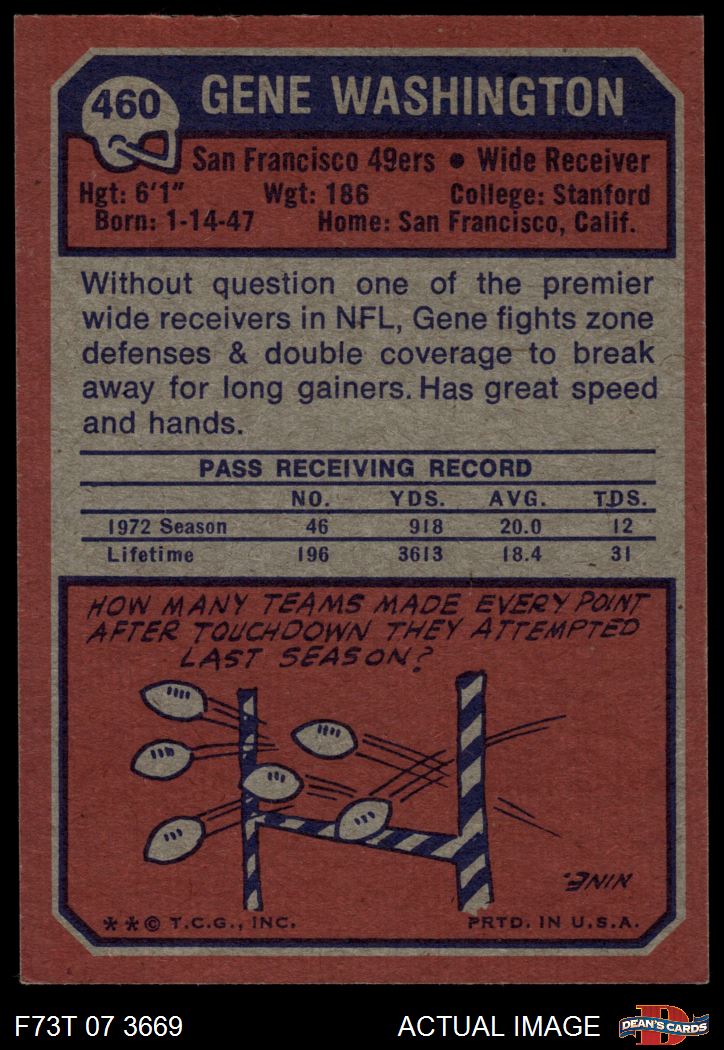 460
GENE WASHINGTON
San Francisco 49ers • Wide Receiver
Hgt: 6'1" Wgt: 186 College: Stanford
Born: 1-14-47 Home: San Francisco, Calif.
Without question one of the premier
wide receivers in NFL, Gene fights zone
defenses & double coverage to break
away for long gainers. Has great speed
and hands.
PASS RECEIVING RECORD
NO. YDS. AVG. TDS.
1972 Season 46 918 20.0 12
Lifetime 196 3613 18.4 31
HOW MANY TEAMS MADE EVERY POINT
AFTER TOUCHDOWN THEY ATTEMPTED
LAST SEASON?
NINE.
**© T.C.G., INC. PRTD. IN U.S.A.
F73T 07 3669 ACTUAL IMAGE
D
DEAN'S CARDS